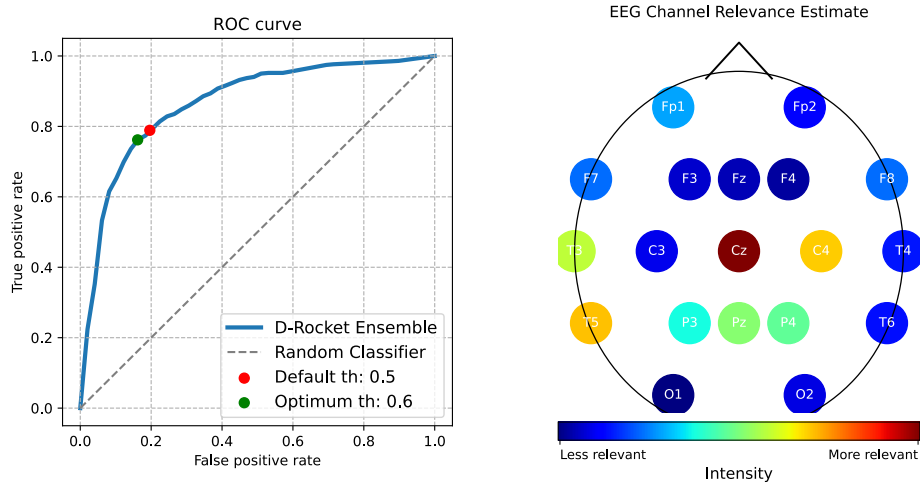 ROC curve
1.0
0.8
0.6
0.4
0.2
0.0
True positive rate
D-Rocket Ensemble
Random Classifier
Default th: 0.5
Optimum th: 0.6
0.0 0.2 0.4 0.6 0.8 1.0
False positive rate
EEG Channel Relevance Estimate
Fp1 Fp2
F7 F3 Fz F4 F8
T3 C3 Cz C4 T4
T5 P3 Pz P4 T6
O1 O2
Less relevant More relevant
Intensity